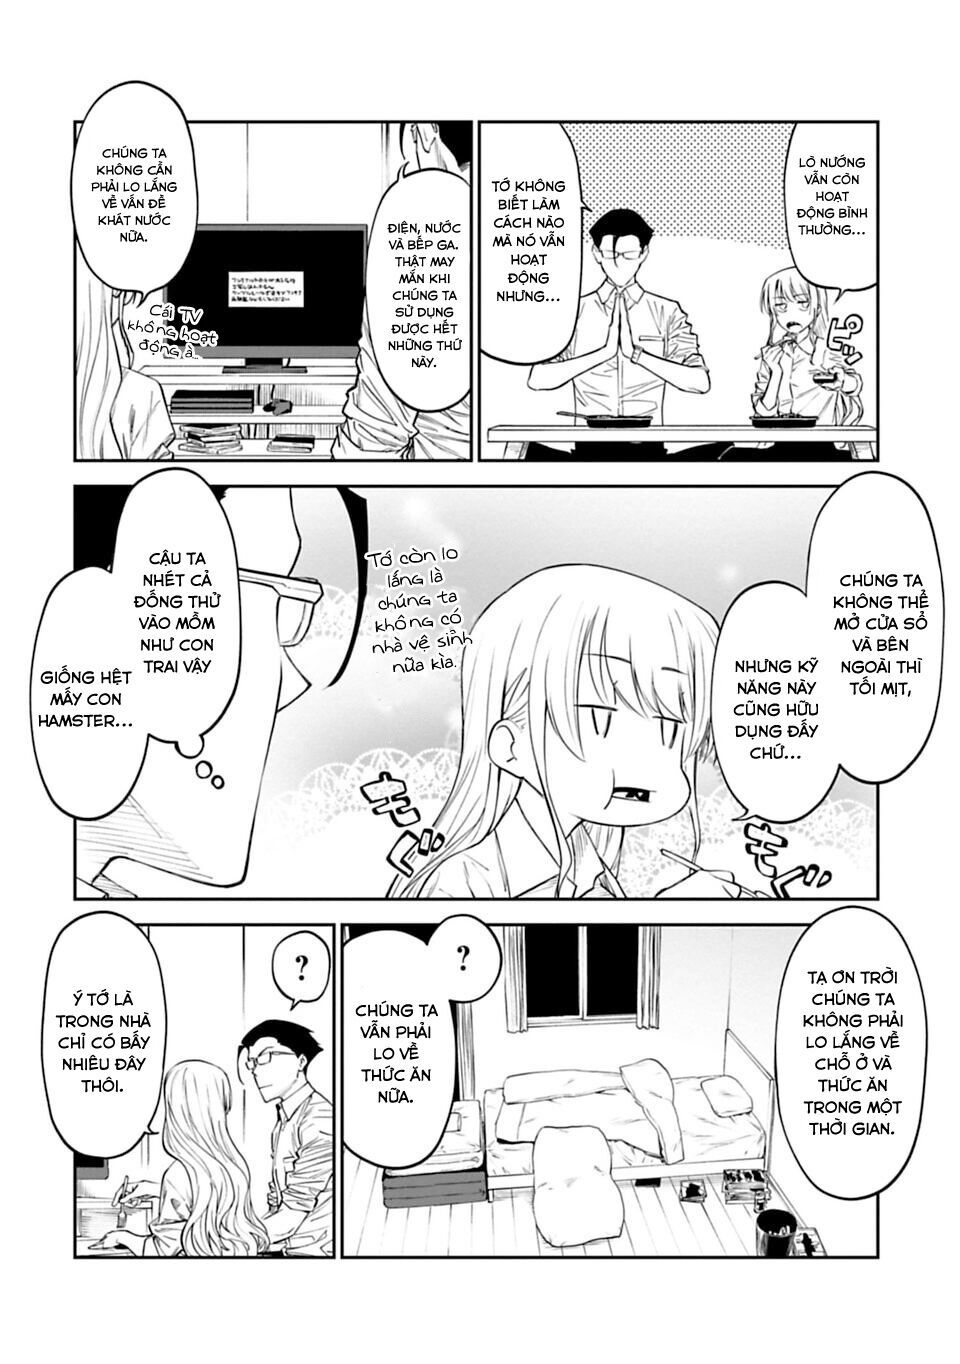 LÒ NƯỚNG
VẪN CÒN
HOẠT
ĐỘNG BÌNH
THƯỜNG...
TỚ KHÔNG
BIẾT LÀM
CÁCH NÀO
MÀ NÓ VẪN
HOẠT
ĐỘNG
NHƯNG...
ピッ
ĐIỆN, NƯỚC
VÀ BẾP GA.
THẬT MAY
MẮN KHI
CHÚNG TA
SỬ DỤNG
ĐƯỢC HẾT
NHỮNG THỨ
NÀY.
CHÚNG TA
KHÔNG CẦN
PHẢI LO LẮNG
VỀ VẤN ĐỀ
KHÁT NƯỚC
NỮA.
Cái TV
không hoạt
động à...
CHÚNG TA
KHÔNG THỂ
MỞ CỬA SỔ
VÀ BÊN
NGOÀI THÌ
TỐI MỊT,
NHƯNG KỸ
NĂNG NÀY
CŨNG HỮU
DỤNG ĐẤY
CHỨ...
Tớ còn lo
lắng là
chúng ta
không có
nhà vệ sinh
nữa kìa.
もぐ
もぐ
CẬU TA
NHÉT CẢ
ĐỐNG THỨ
VÀO MỒM
NHƯ CON
TRAI VẬY
GIỐNG HỆT
MẤY CON
HAMSTER...
TẠ ƠN TRỜI
CHÚNG TA
KHÔNG PHẢI
LO LẮNG VỀ
CHỖ Ở VÀ
THỨC ĂN
TRONG MỘT
THỜI GIAN.
?
CHÚNG TA
VẪN PHẢI
LO VỀ
THỨC ĂN
NỮA.
?
Ý TỚ LÀ
TRONG NHÀ
CHỈ CÓ BẤY
NHIÊU ĐÂY
THÔI.